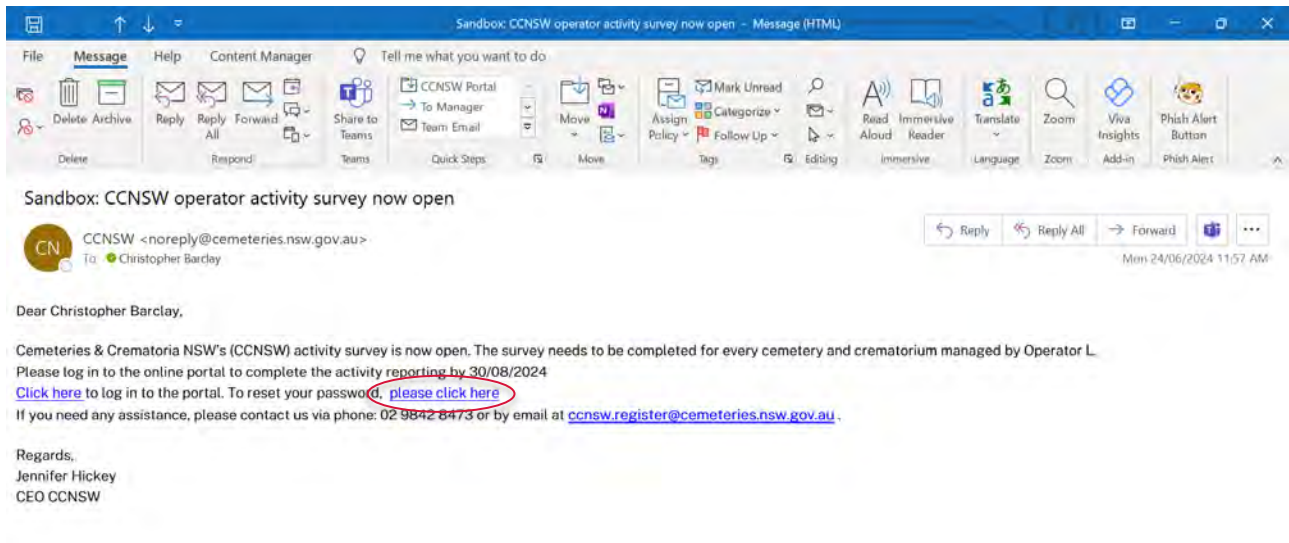 Sandbox: CCNSW operator activity survey now open - Message (HTML)
File Message Help Content Manager Tell me what you want to do
Delete Archive
Reply Reply All Forward
Share to Teams
CCNSW Portal
To Manager
Team Email
Move
Assign Policy
Mark Unread
Categorize
Follow Up
Read Aloud Immersive Reader
Translate
Zoom
Viva Insights
Phish Alert Button
Delete Respond Teams Quick Steps Move Tags Editing Immersive Language Zoom Add-in Phish Alert
Sandbox: CCNSW operator activity survey now open
CN
CCNSW <noreply@cemeteries.nsw.gov.au>
To Christopher Barclay
Reply Reply All Forward
Mon 24/06/2024 11:57 AM
Dear Christopher Barclay,
Cemeteries & Crematoria NSW's (CCNSW) activity survey is now open. The survey needs to be completed for every cemetery and crematorium managed by Operator L.
Please log in to the online portal to complete the activity reporting by 30/08/2024
Click here to log in to the portal. To reset your password, please click here
If you need any assistance, please contact us via phone: 02 9842 8473 or by email at ccnsw.register@cemeteries.nsw.gov.au .
Regards,
Jennifer Hickey
CEO CCNSW